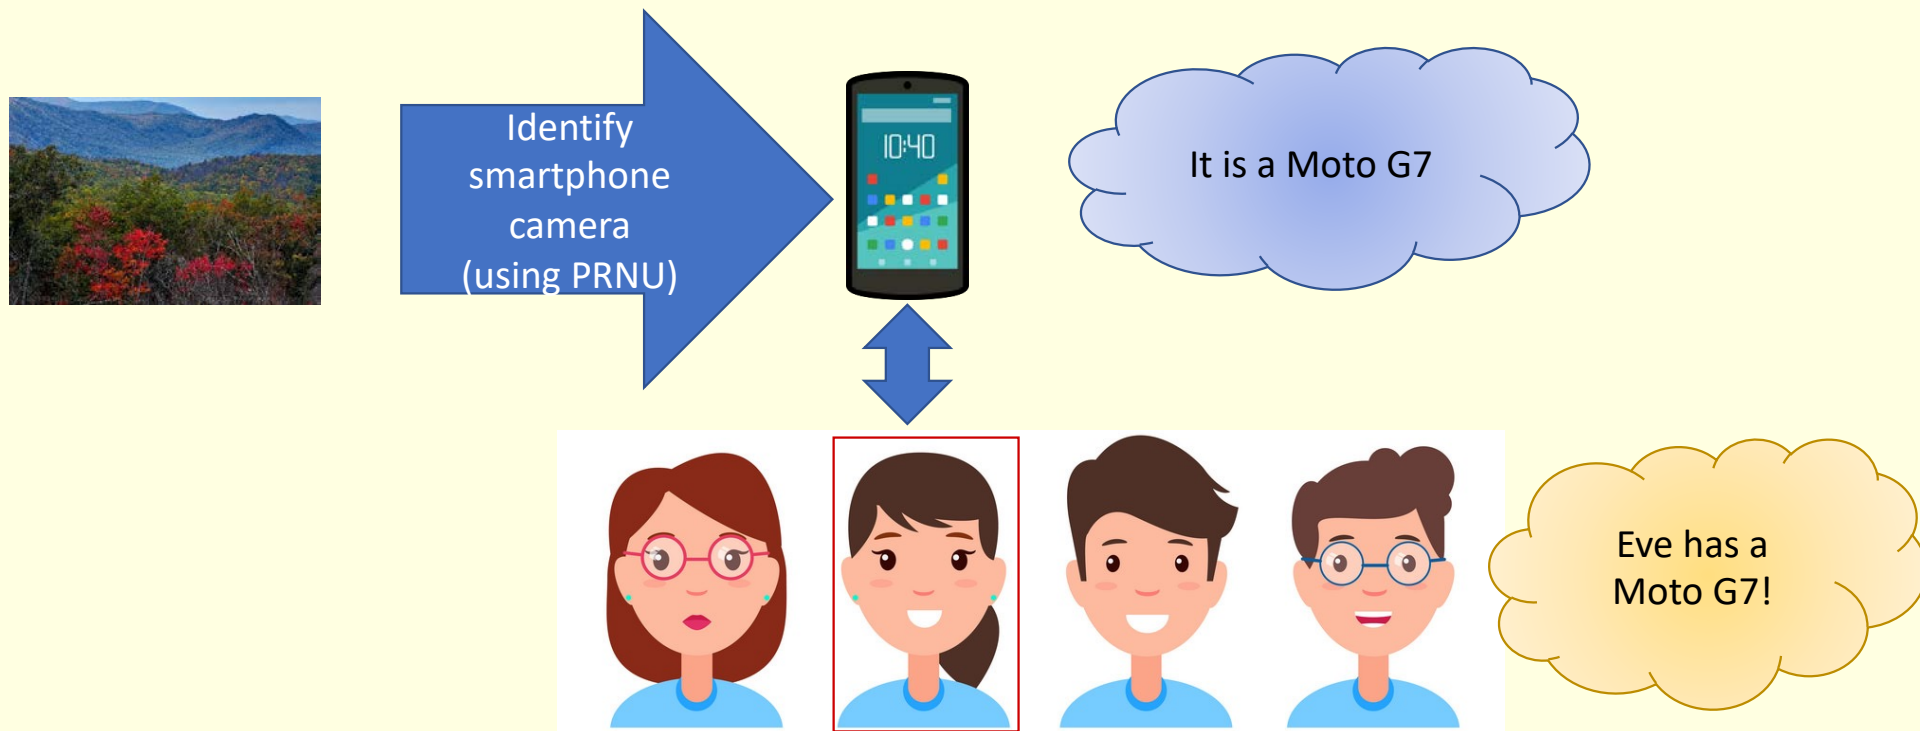 Identify
smartphone
camera
(using PRNU)
10:40
It is a Moto G7
Eve has a
Moto G7!